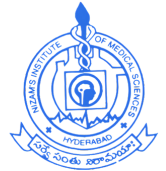 NIZAM'S INSTITUTE OF MEDICAL SCIENCES
HYDERABAD
సర్వే సంతు నిరామయాః